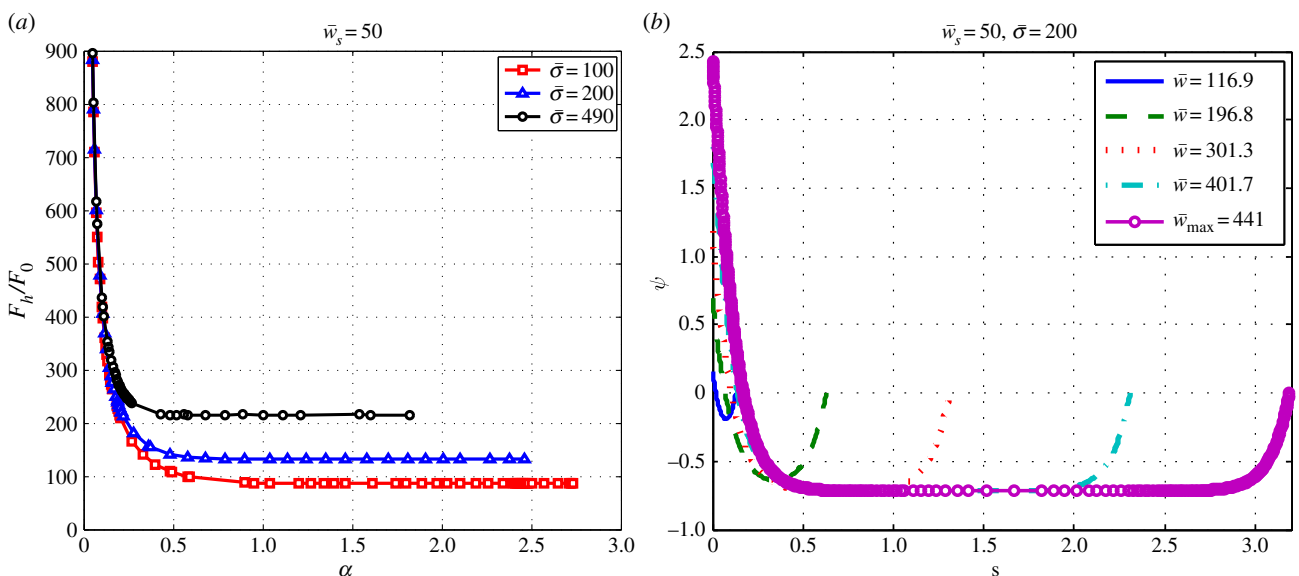 (a)
w̄ₛ = 50
900
800
700
600
500
400
300
200
100
0
Fₕ/F₀
σ̄ = 100
σ̄ = 200
σ̄ = 490
0 0.5 1.0 1.5 2.0 2.5 3.0
α
(b)
w̄ₛ = 50, σ̄ = 200
2.5
2.0
1.5
1.0
0.5
0
−0.5
−1.0
ψ
w̄ = 116.9
w̄ = 196.8
w̄ = 301.3
w̄ = 401.7
w̄max = 441
0 0.5 1.0 1.5 2.0 2.5 3.0
s